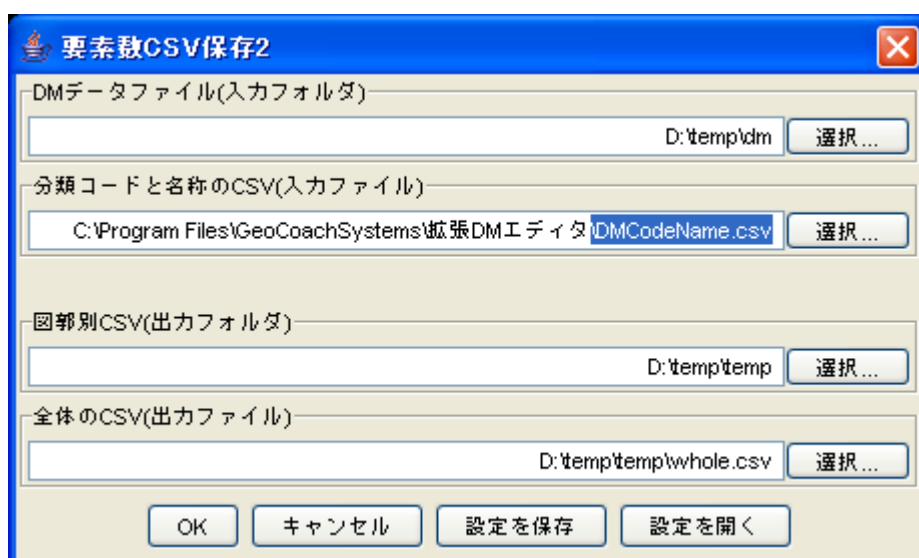 要素数CSV保存2
DMデータファイル(入力フォルダ)
D:\temp\dm 選択...
分類コードと名称のCSV(入力ファイル)
C:\Program Files\GeoCoachSystems\拡張DMエディタ\DMCodeName.csv 選択...
図郭別CSV(出力フォルダ)
D:\temp\temp 選択...
全体のCSV(出力ファイル)
D:\temp\temp\whole.csv 選択...
OK キャンセル 設定を保存 設定を開く